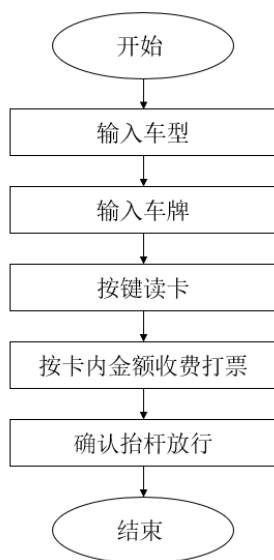 开始
输入车型
输入车牌
按键读卡
按卡内金额收费打票
确认抬杆放行
结束